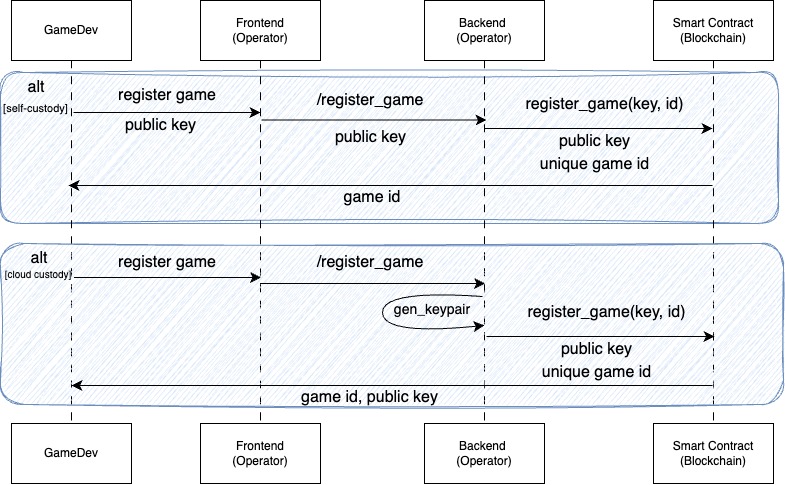 GameDev
Frontend
(Operator)
Backend
(Operator)
Smart Contract
(Blockchain)
alt
[self-custody]
register game
public key
/register_game
public key
register_game(key, id)
public key
unique game id
game id
alt
[cloud custody]
register game
/register_game
gen_keypair
register_game(key, id)
public key
unique game id
game id, public key
GameDev
Frontend
(Operator)
Backend
(Operator)
Smart Contract
(Blockchain)